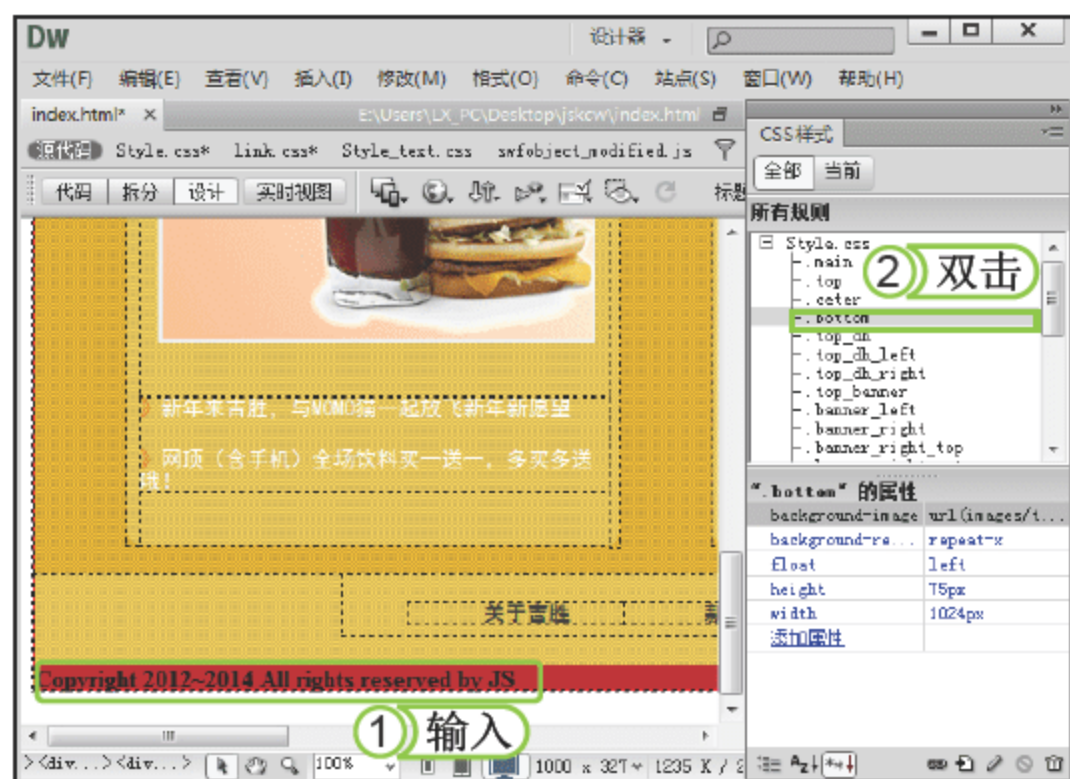 Dw 设计器
文件(F) 编辑(E) 查看(V) 插入(I) 修改(M) 格式(O) 命令(C) 站点(S) 窗口(W) 帮助(H)
index.html* × E:\Users\LX_PC\Desktop\jskcw\index.html
源代码 Style.css* link.css* Style_text.css swfobject_modified.js
代码 拆分 设计 实时视图 标题
新年来吉胜，与MOMO猫一起放飞新年新愿望
网顶（含手机）全场饮料买一送一，多买多送
哦！
关于吉胜
Copyright 2012~2014 All rights reserved by JS
① 输入
><div...><div...> 100% 1000 x 327 1235 K / 2
CSS样式
全部 当前
所有规则
Style.css
.main
.top
.ceter
② 双击
.bottom
.top_dh
.top_dh_left
.top_dh_right
.top_banner
.banner_left
.banner_right
.banner_right_top
".bottom" 的属性
background-image url(images/t...
background-re... repeat-x
float left
height 75px
width 1024px
添加属性